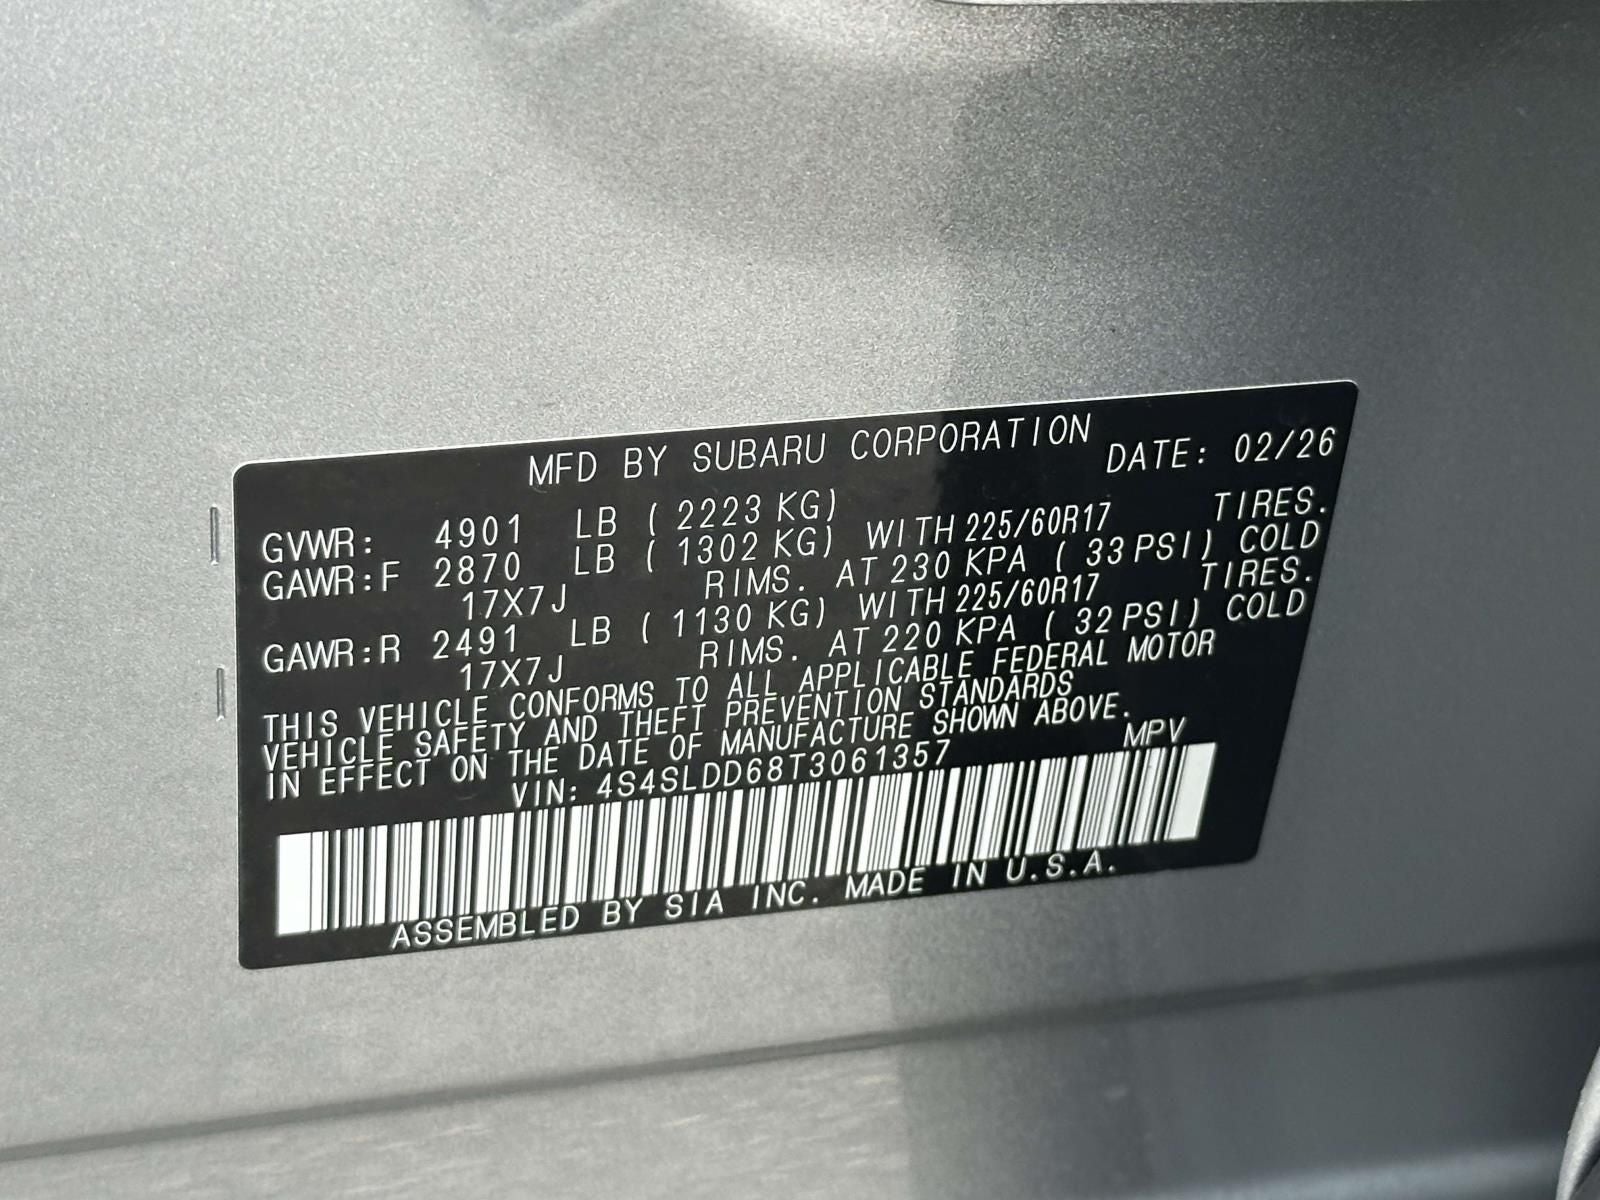 MFD BY SUBARU CORPORATION DATE: 02/26
GVWR: 4901 LB ( 2223 KG)
GAWR:F 2870 LB ( 1302 KG) WITH 225/60R17 TIRES.
17X7J RIMS. AT 230 KPA ( 33 PSI) COLD
GAWR:R 2491 LB ( 1130 KG) WITH 225/60R17 TIRES.
17X7J RIMS. AT 220 KPA ( 32 PSI) COLD
THIS VEHICLE CONFORMS TO ALL APPLICABLE FEDERAL MOTOR
VEHICLE SAFETY AND THEFT PREVENTION STANDARDS
IN EFFECT ON THE DATE OF MANUFACTURE SHOWN ABOVE.
VIN: 4S4SLDD68T3061357 MPV
ASSEMBLED BY SIA INC. MADE IN U.S.A.